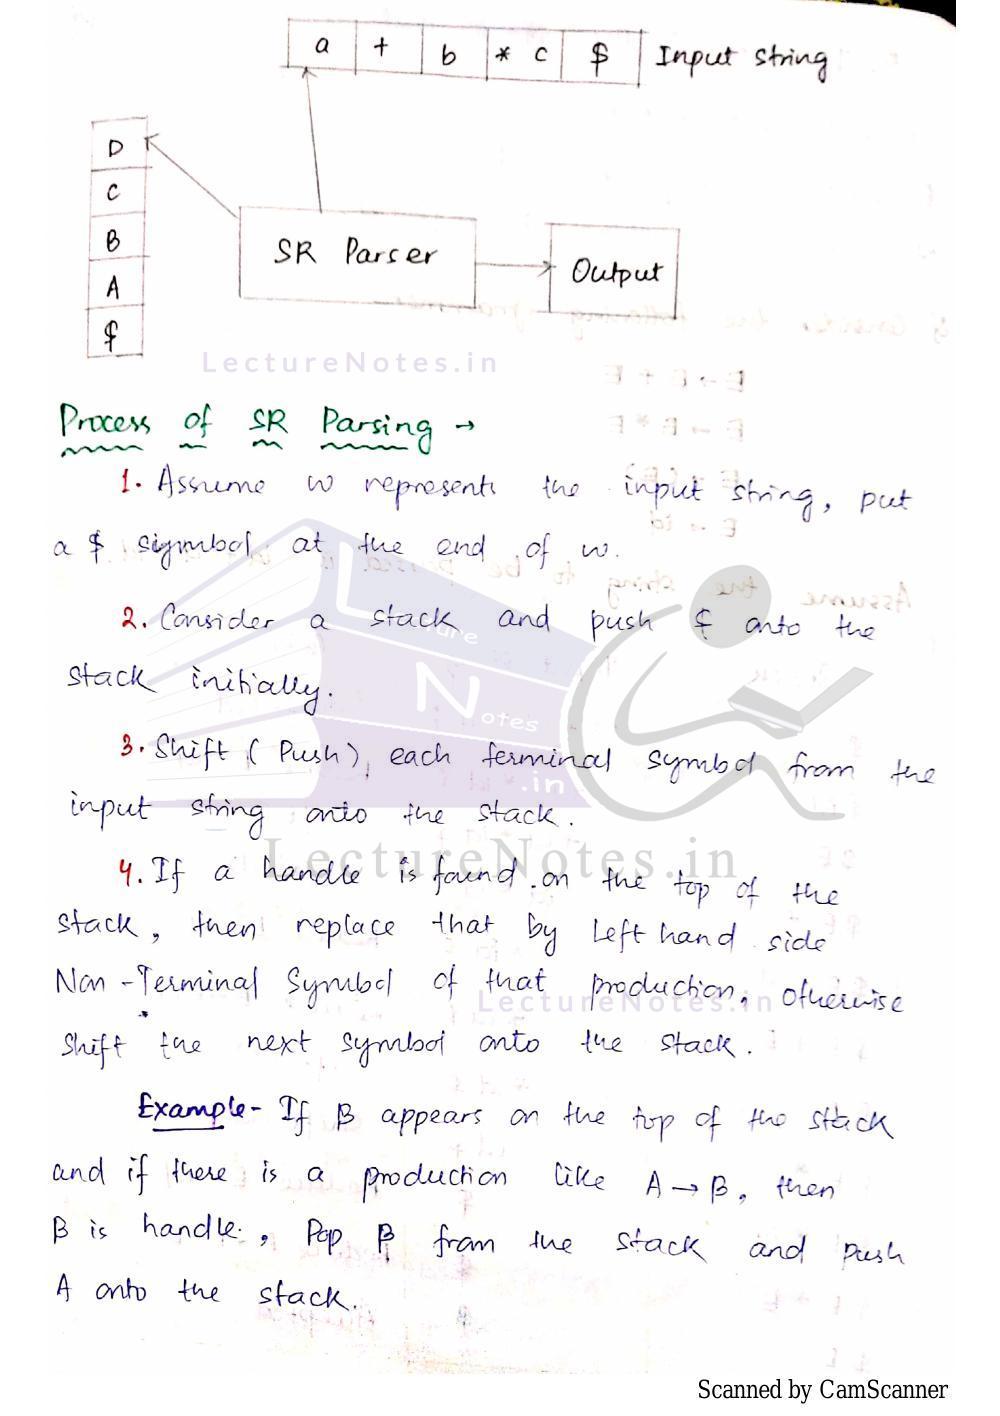 a + b * c $ Input string
D
C
B
A
$
SR Parser
Output
LectureNotes.in
Process of SR Parsing →
1. Assume w represents the input string, put
a $ sigmbol at the end of w.
2. Consider a stack and push $ onto the
stack initially.
3. Shift (Push), each terminal symbol from the
input string onto the stack.
LectureNotes.in
4. If a handle is found on the top of the
stack, then replace that by left hand side
Non-Terminal Symbol of that production, otherwise
LectureNotes.in
Shift the next symbol onto the stack.
Example- If β appears on the top of the stack
and if there is a production like A → β, then
β is handle, Pop β from the stack and push
A onto the stack.
Scanned by CamScanner